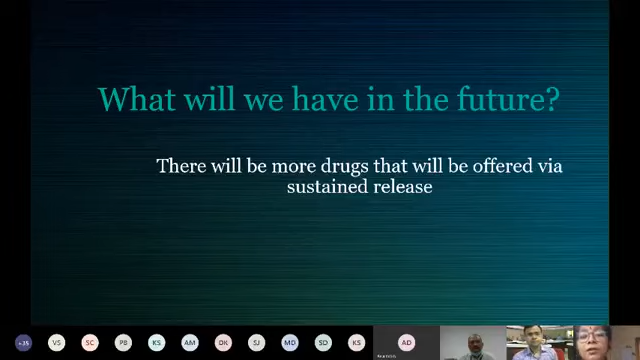 What will we have in the future?
There will be more drugs that will be offered via
sustained release
+35
VS
SC
PB
KS
AM
DK
SJ
MD
SD
KS
AD